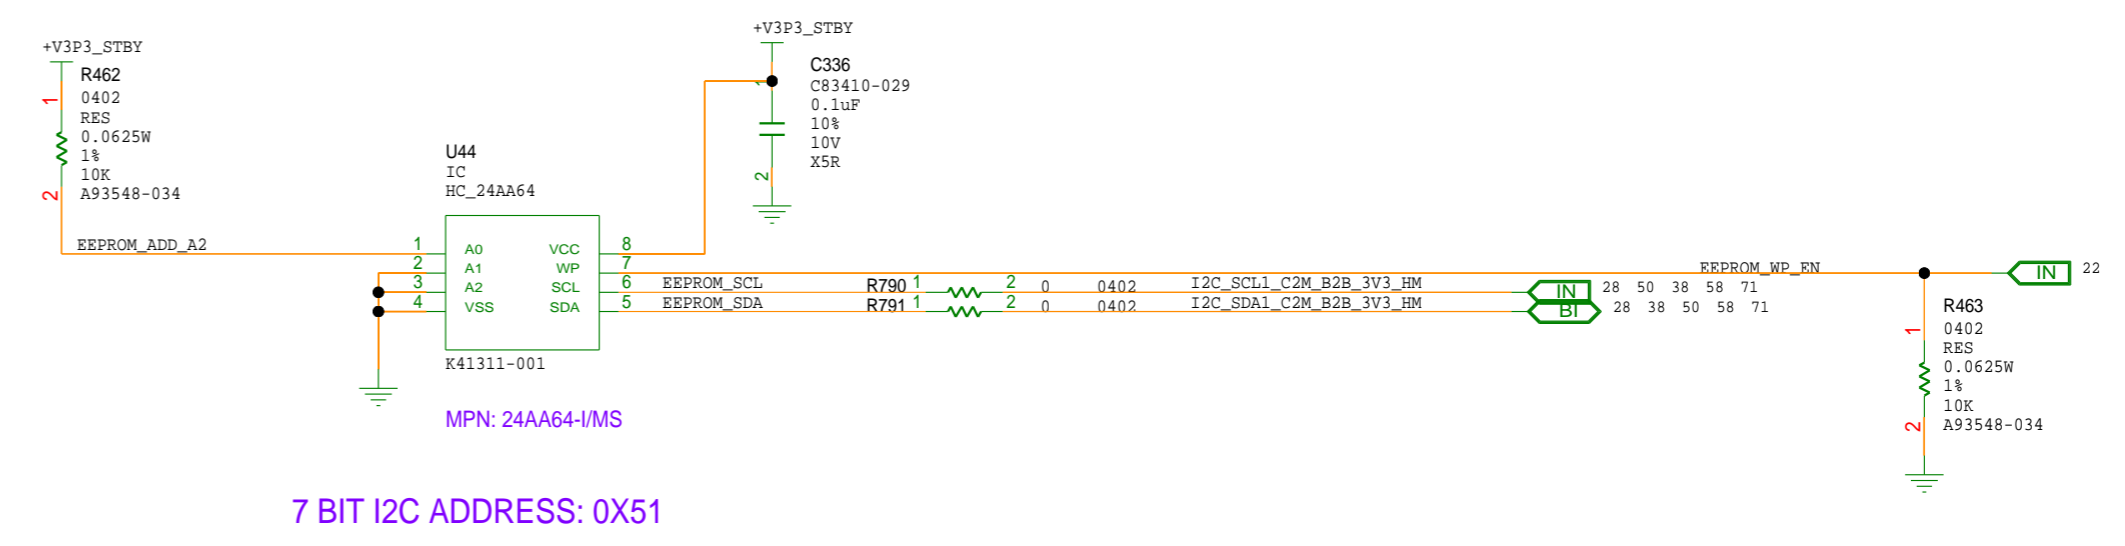 +V3P3_STBY
R462
0402
RES
0.0625W
1%
10K
A93548-034
1
2
EEPROM_ADD_A2
U44
IC
HC_24AA64
1 A0 VCC 8
2 A1 WP 7
3 A2 SCL 6
4 VSS SDA 5
K41311-001
MPN: 24AA64-I/MS
+V3P3_STBY
C336
C83410-029
0.1uF
10%
10V
X5R
1
2
EEPROM_SCL R790 1 2 0 0402 I2C_SCL1_C2M_B2B_3V3_HM IN 28 50 38 58 71
EEPROM_SDA R791 1 2 0 0402 I2C_SDA1_C2M_B2B_3V3_HM BI 28 38 50 58 71
EEPROM_WP_EN IN 22
R463
0402
RES
0.0625W
1%
10K
A93548-034
1
2
7 BIT I2C ADDRESS: 0X51